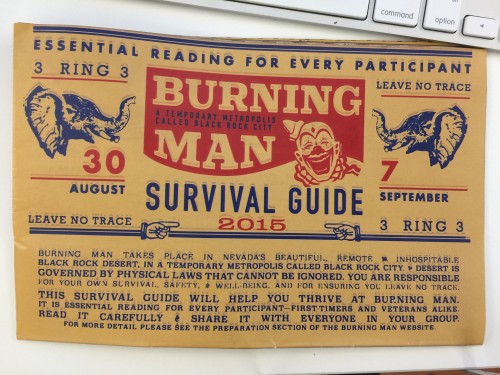 command
option
ESSENTIAL READING FOR EVERY PARTICIPANT
3 RING 3
LEAVE NO TRACE
BURNING
A TEMPORARY METROPOLIS
CALLED BLACK ROCK CITY
MAN
30
AUGUST
7
SEPTEMBER
SURVIVAL GUIDE
2015
LEAVE NO TRACE
3 RING 3
BURNING MAN TAKES PLACE IN NEVADA'S BEAUTIFUL, REMOTE & INHOSPITABLE
BLACK ROCK DESERT, IN A TEMPORARY METROPOLIS CALLED BLACK ROCK CITY. DESERT IS
GOVERNED BY PHYSICAL LAWS THAT CANNOT BE IGNORED. YOU ARE RESPONSIBLE
FOR YOUR OWN SURVIVAL, SAFETY, & WELL-BEING, AND FOR ENSURING YOU LEAVE NO TRACE.
THIS SURVIVAL GUIDE WILL HELP YOU THRIVE AT BURNING MAN.
IT IS ESSENTIAL READING FOR EVERY PARTICIPANT—FIRST-TIMERS AND VETERANS ALIKE.
READ IT CAREFULLY & SHARE IT WITH EVERYONE IN YOUR GROUP.
FOR MORE DETAIL PLEASE SEE THE PREPARATION SECTION OF THE BURNING MAN WEBSITE.